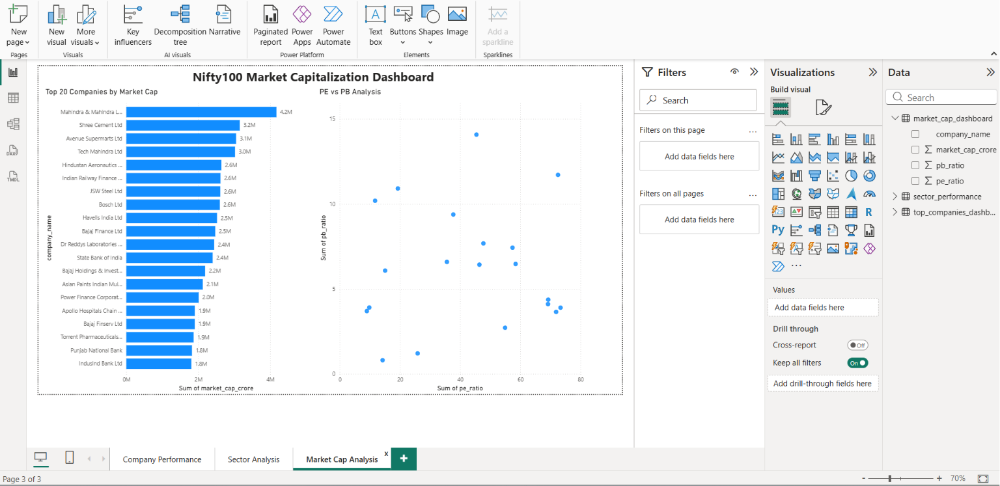 New page
New visual
More visuals
Key influencers
Decomposition tree
Narrative
Paginated report
Power Apps
Power Automate
Text box
Buttons
Shapes
Image
Add a sparkline
Pages
Visuals
AI visuals
Power Platform
Elements
Sparklines
DAX
TMDL
Nifty100 Market Capitalization Dashboard
Top 20 Companies by Market Cap
company_name
Mahindra & Mahindra L... 4.2M
Shree Cement Ltd 3.2M
Avenue Supermarts Ltd 3.1M
Tech Mahindra Ltd 3.0M
Hindustan Aeronautics ... 2.6M
Indian Railway Finance ... 2.6M
JSW Steel Ltd 2.6M
Bosch Ltd 2.6M
Havells India Ltd 2.5M
Bajaj Finance Ltd 2.5M
Dr Reddys Laboratories ... 2.4M
State Bank of India 2.4M
Bajaj Holdings & Invest... 2.2M
Asian Paints Indian Mul... 2.1M
Power Finance Corporat... 2.0M
Apollo Hospitals Chain ... 1.9M
Bajaj Finserv Ltd 1.9M
Torrent Pharmaceuticals... 1.9M
Punjab National Bank 1.8M
IndusInd Bank Ltd 1.8M
0M 2M 4M
Sum of market_cap_crore
PE vs PB Analysis
Sum of pb_ratio
15
10
5
0
0 20 40 60 80
Sum of pe_ratio
Filters
Search
Filters on this page ...
Add data fields here
Filters on all pages ...
Add data fields here
Visualizations
Build visual
123
R
Py
...
Values
Add data fields here
Drill through
Cross-report Off
Keep all filters On
Add drill-through fields here
Data
Search
market_cap_dashboard
company_name
Σ market_cap_crore
Σ pb_ratio
Σ pe_ratio
sector_performance
top_companies_dashb...
Company Performance
Sector Analysis
Market Cap Analysis x
+
Page 3 of 3
- + 70%